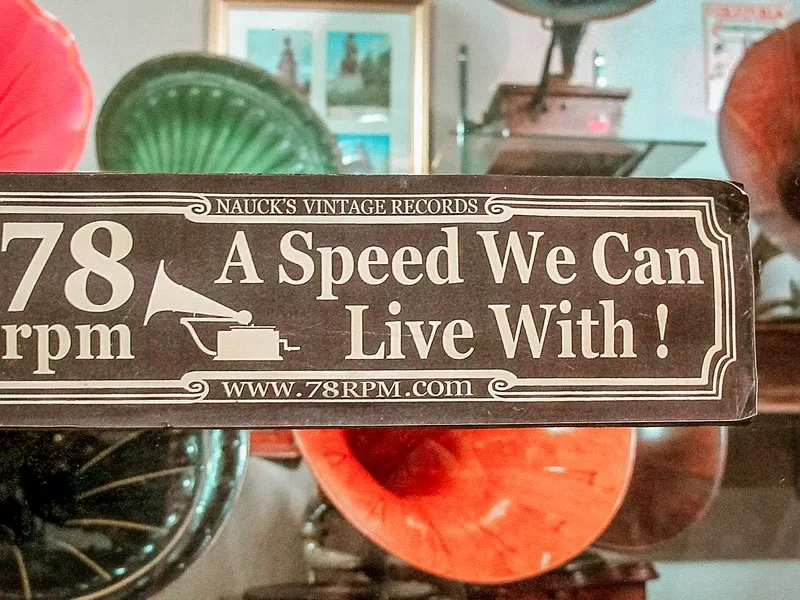 NAUCK'S VINTAGE RECORDS
78
rpm
A Speed We Can
Live With !
WWW.78RPM.COM